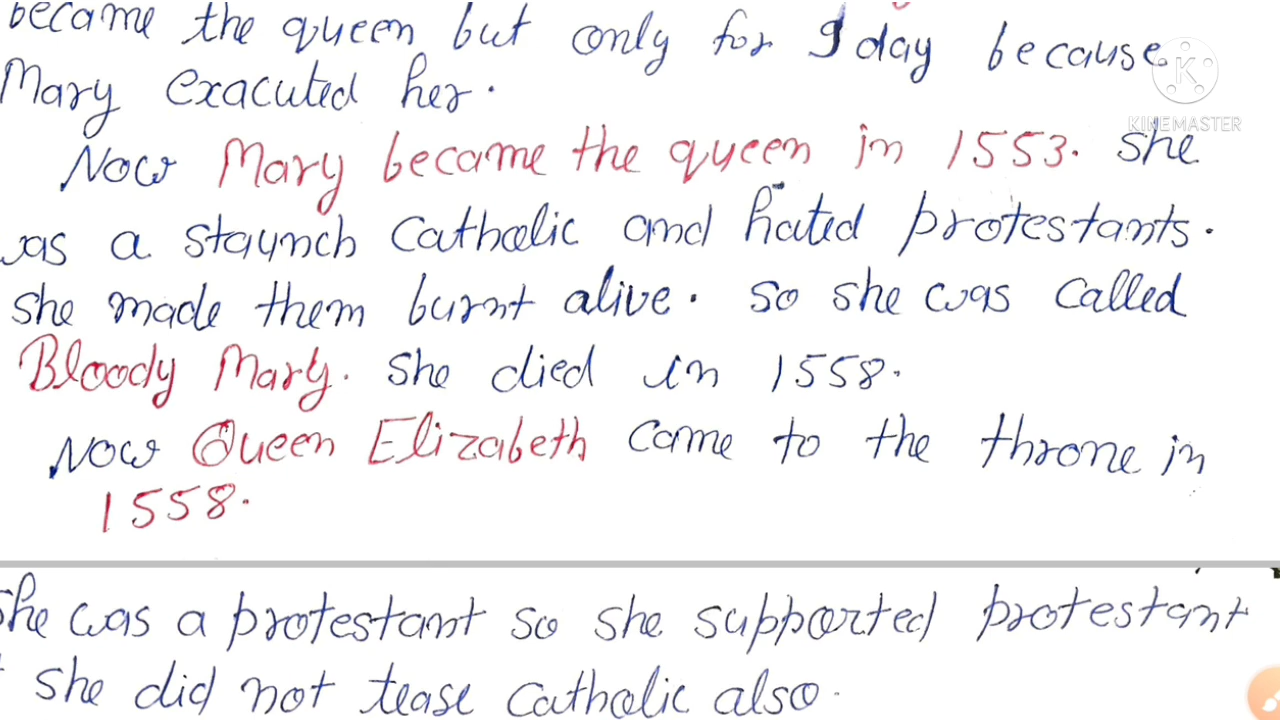 became the queen but only for 9 day because
Mary exacuted her.
KINEMASTER
Now Mary became the queen in 1553. She
was a staunch Catholic and hated protestants.
she made them burnt alive. so she was called
Bloody Mary. she died in 1558.
Now Queen Elizabeth came to the throne in
1558.
She was a protestant so she supported protestant
she did not tease Catholic also.